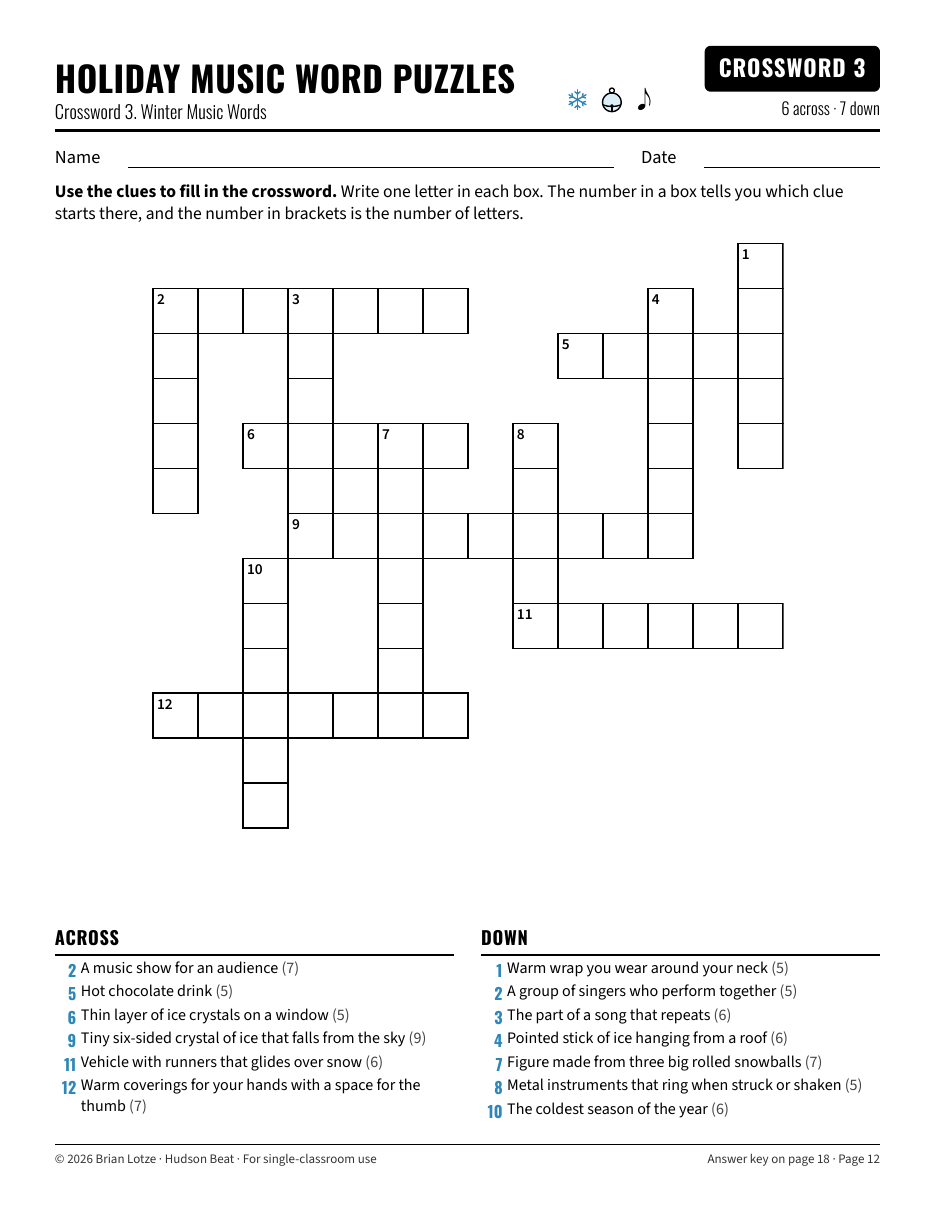 HOLIDAY MUSIC WORD PUZZLES
CROSSWORD 3
Crossword 3. Winter Music Words
6 across · 7 down
Name
Date
Use the clues to fill in the crossword. Write one letter in each box. The number in a box tells you which clue
starts there, and the number in brackets is the number of letters.
1
2 3 4
5
6 7 8
9
10
11
12
ACROSS
2 A music show for an audience (7)
5 Hot chocolate drink (5)
6 Thin layer of ice crystals on a window (5)
9 Tiny six-sided crystal of ice that falls from the sky (9)
11 Vehicle with runners that glides over snow (6)
12 Warm coverings for your hands with a space for the
thumb (7)
DOWN
1 Warm wrap you wear around your neck (5)
2 A group of singers who perform together (5)
3 The part of a song that repeats (6)
4 Pointed stick of ice hanging from a roof (6)
7 Figure made from three big rolled snowballs (7)
8 Metal instruments that ring when struck or shaken (5)
10 The coldest season of the year (6)
© 2026 Brian Lotze · Hudson Beat · For single-classroom use
Answer key on page 18 · Page 12